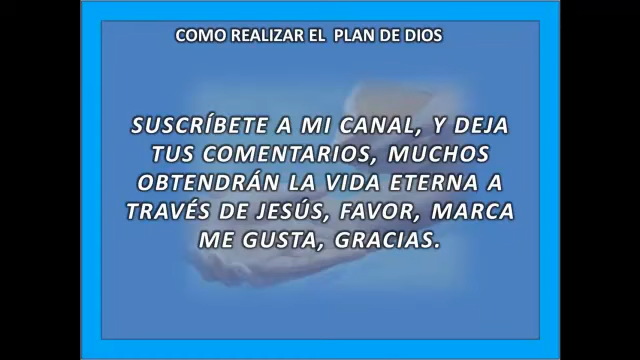 COMO REALIZAR EL PLAN DE DIOS
SUSCRÍBETE A MI CANAL, Y DEJA
TUS COMENTARIOS, MUCHOS
OBTENDRÁN LA VIDA ETERNA A
TRAVÉS DE JESÚS, FAVOR, MARCA
ME GUSTA, GRACIAS.